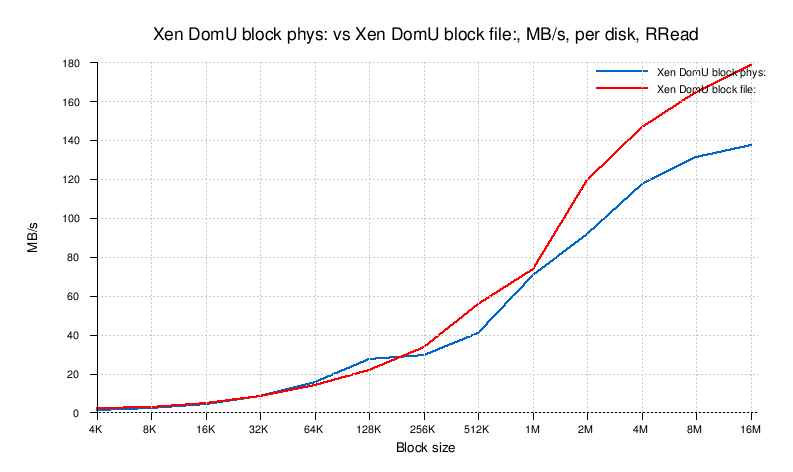 Xen DomU block phys: vs Xen DomU block file:, MB/s, per disk, RRead
Xen DomU block phys:
Xen DomU block file:
180
160
140
120
100
80
60
40
20
0
MB/s
4K 8K 16K 32K 64K 128K 256K 512K 1M 2M 4M 8M 16M
Block size